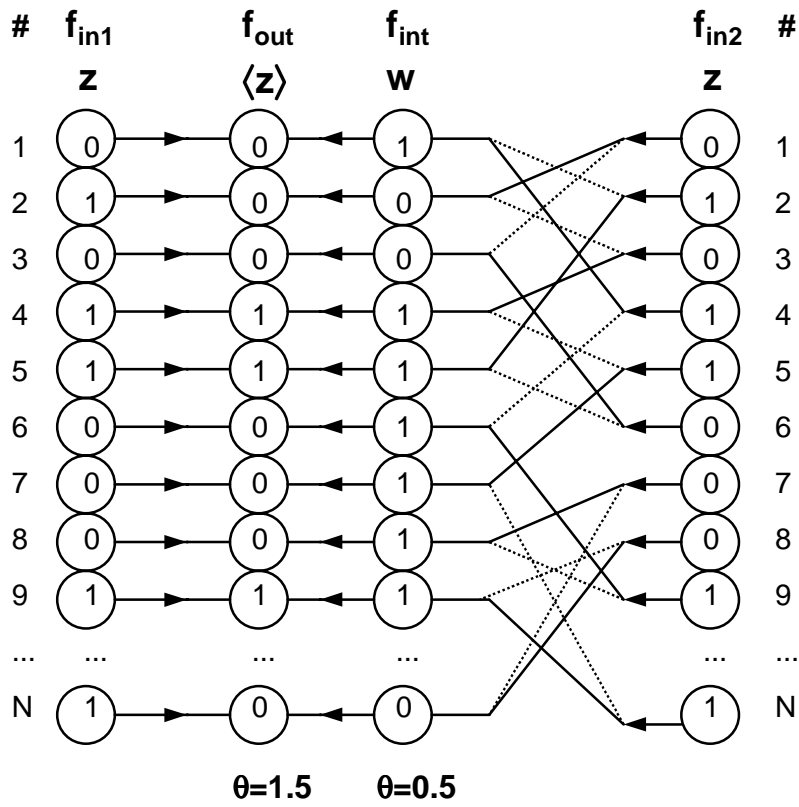 # f_in1 f_out f_int f_in2 #
z ⟨z⟩ w z
1 0 0 1 0 1
2 1 0 0 1 2
3 0 0 0 0 3
4 1 1 1 1 4
5 1 1 1 1 5
6 0 0 1 0 6
7 0 0 1 0 7
8 0 0 1 0 8
9 1 1 1 1 9
... ... ... ... ... ...
N 1 0 0 1 N
θ=1.5 θ=0.5